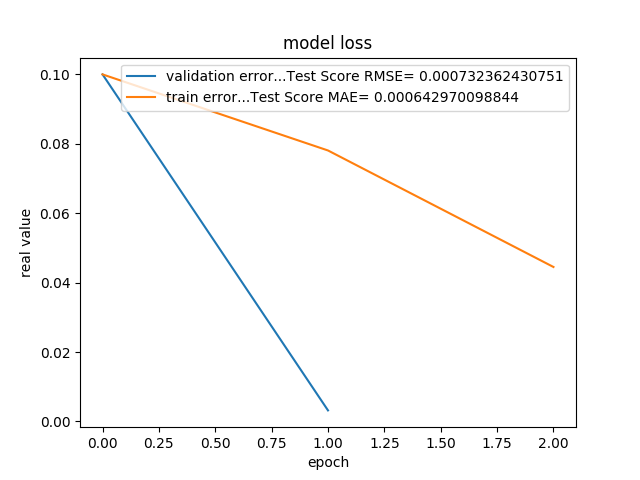 model loss
validation error...Test Score RMSE= 0.000732362430751
train error...Test Score MAE= 0.000642970098844
0.10
0.08
0.06
0.04
0.02
0.00
real value
0.00 0.25 0.50 0.75 1.00 1.25 1.50 1.75 2.00
epoch